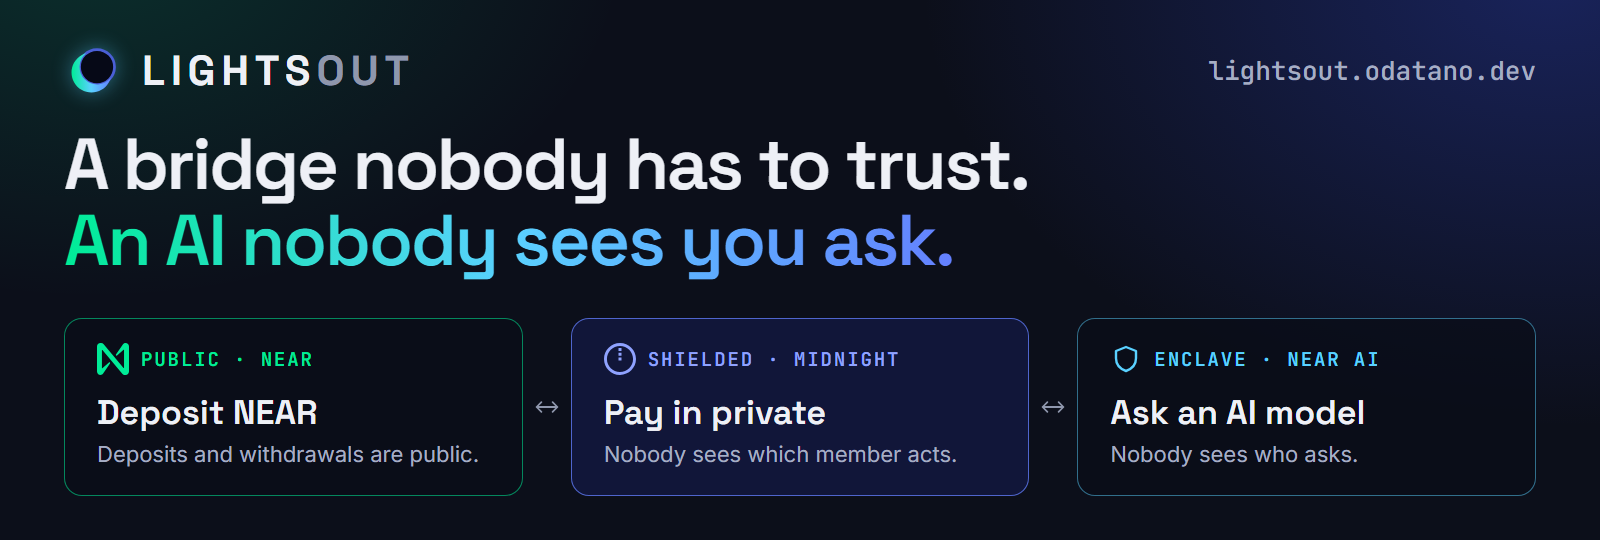 LIGHTSOUT
lightsout.odatano.dev
A bridge nobody has to trust.
An AI nobody sees you ask.
PUBLIC · NEAR
Deposit NEAR
Deposits and withdrawals are public.
↔
SHIELDED · MIDNIGHT
Pay in private
Nobody sees which member acts.
↔
ENCLAVE · NEAR AI
Ask an AI model
Nobody sees who asks.